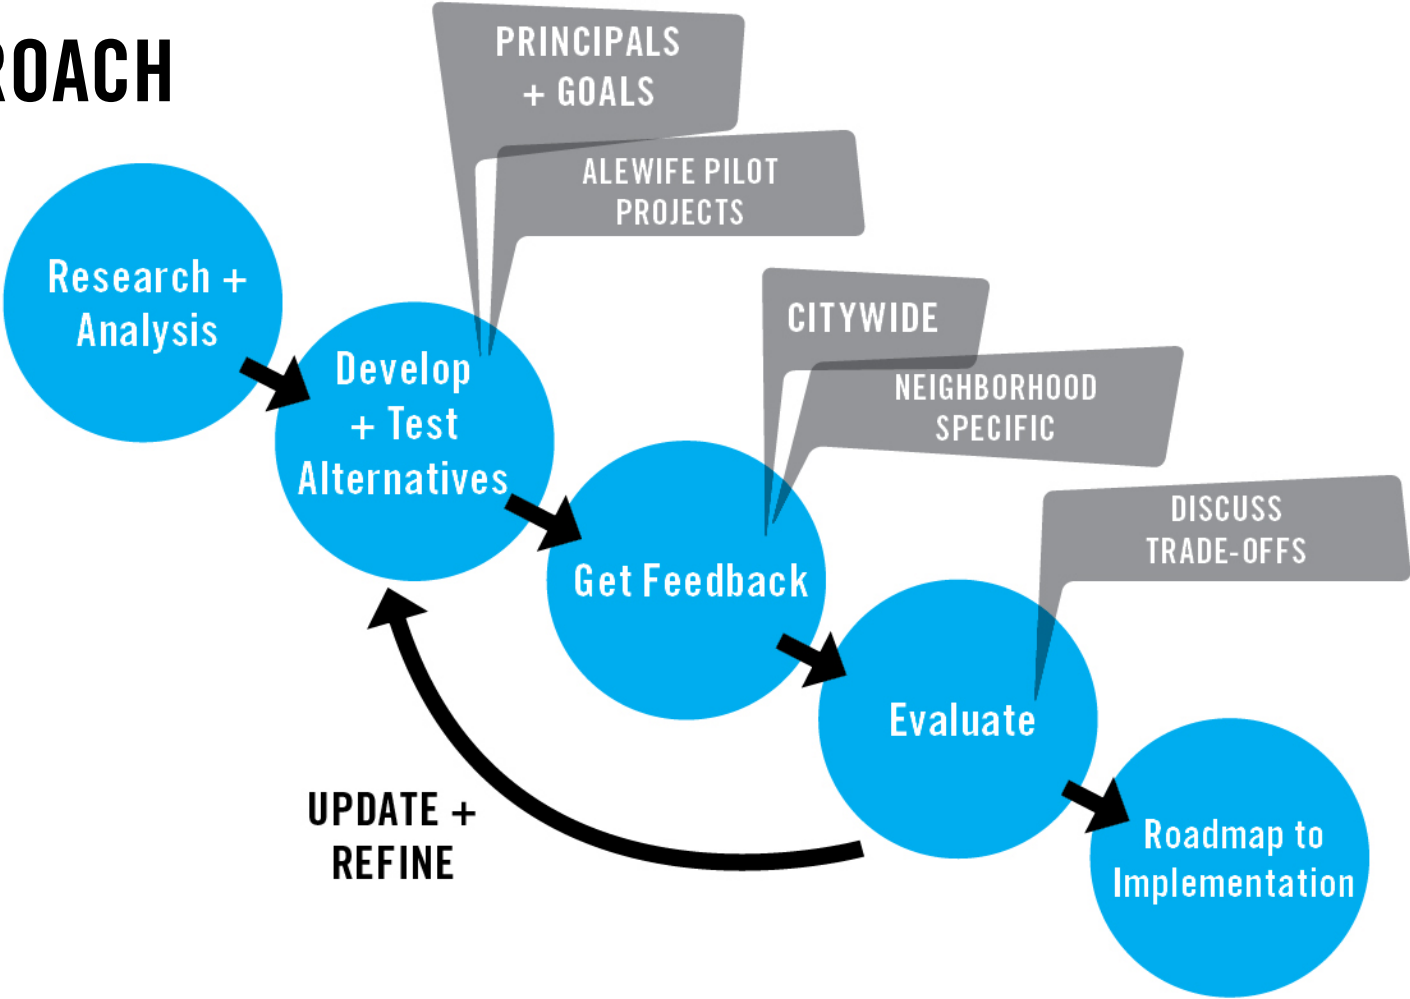 ROACH
PRINCIPALS
+ GOALS
ALEWIFE PILOT
PROJECTS
Research +
Analysis
CITYWIDE
Develop
+ Test
Alternatives
NEIGHBORHOOD
SPECIFIC
DISCUSS
TRADE-OFFS
Get Feedback
Evaluate
UPDATE +
REFINE
Roadmap to
Implementation